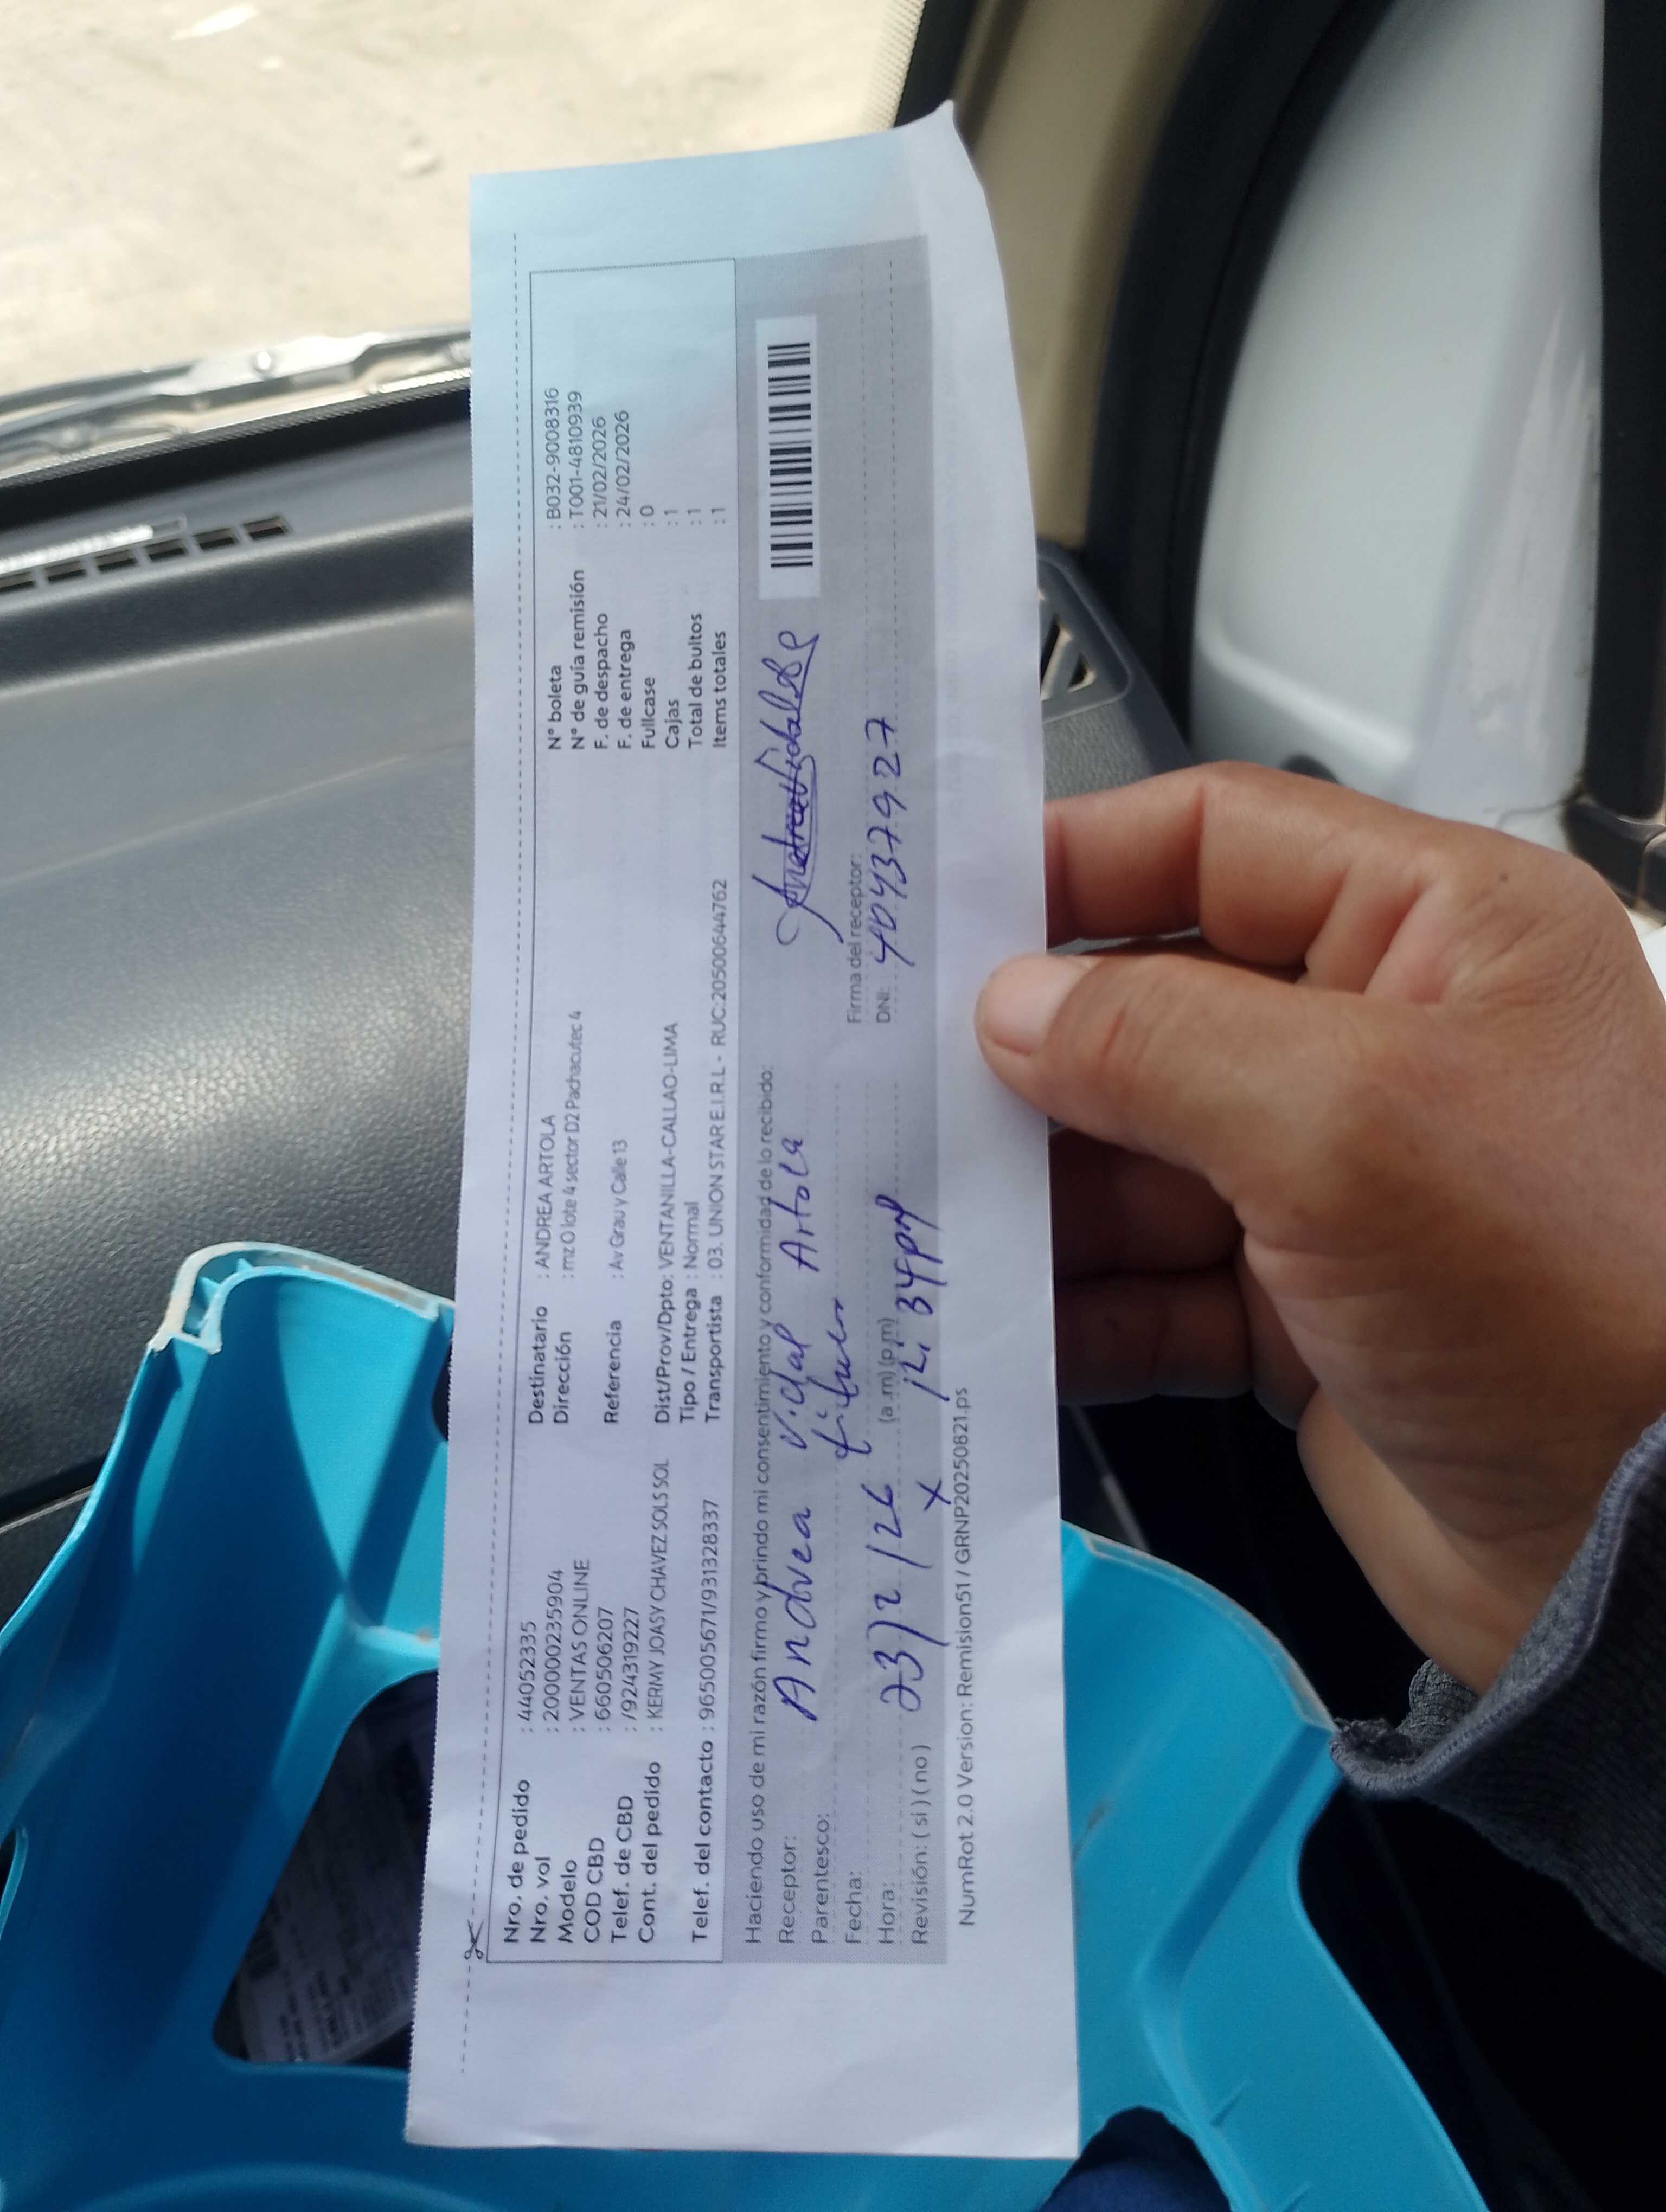 Nro. de pedido : 44052335
Nro. vol : 200000235904
Modelo : VENTAS ONLINE
COD CBD : 660506207
Telef. de CBD : /924319227
Cont. del pedido : KERMY JOASY CHAVEZ SOLS SOL
Telef. del contacto : 965005671/931328337
Destinatario : ANDREA ARTOLA
Dirección : mz O lote 4 sector D2 Pachacutec 4
Referencia : Av Grau y Calle 13
Dist/Prov/Dpto: VENTANILLA-CALLAO-LIMA
Tipo / Entrega : Normal
Transportista : 03. UNION STAR E.I.R.L - RUC:20500644762
N° boleta : B032-9008316
N° de guía remisión : T001-4810939
F. de despacho : 21/02/2026
F. de entrega : 24/02/2026
Fullcase : 0
Cajas : 1
Total de bultos : 1
Items totales : 1
Haciendo uso de mi razón firmo y brindo mi consentimiento y conformidad de lo recibido:
Receptor: Andrea Vidal Artola
Parentesco:
Fecha: 23/2/26
Hora: (a .m) (p.m)
Revisión: ( si ) ( no ) X 12:34pm
Firma del receptor:
DNI: 40437927
NumRot 2.0 Version: Remision51 / GRNP20250821.ps